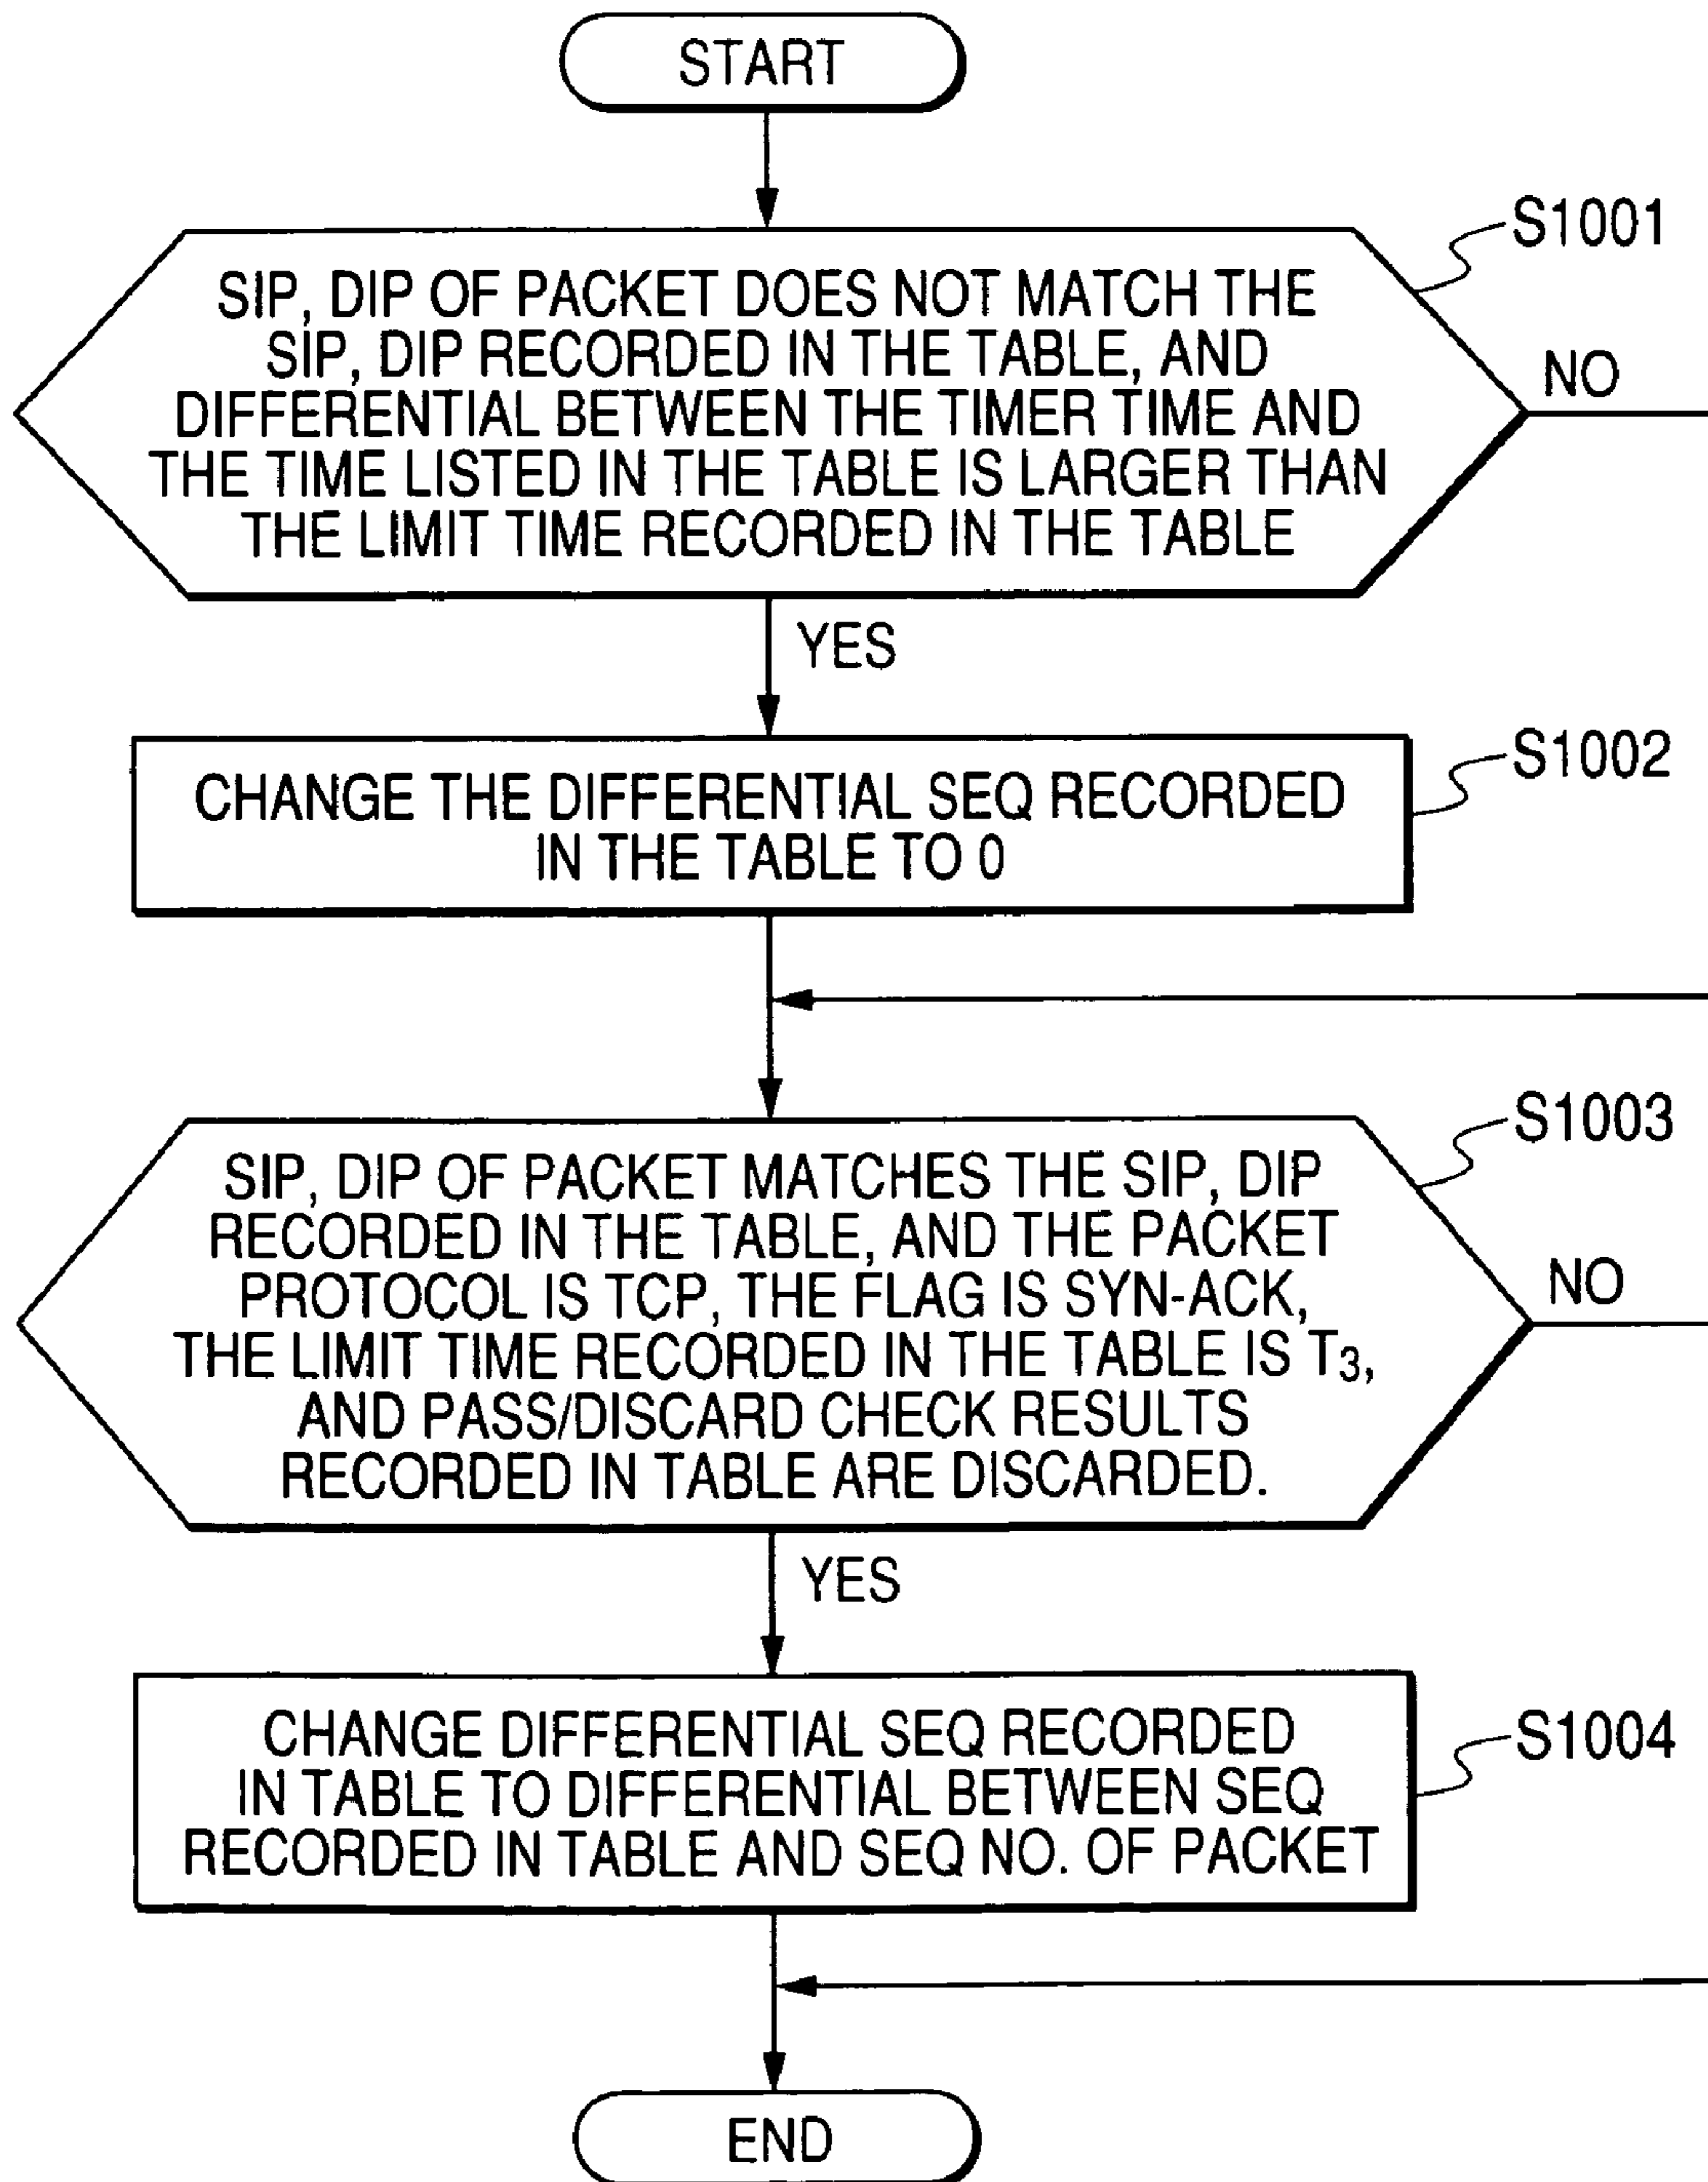 START
S1001
SIP, DIP OF PACKET DOES NOT MATCH THE
SIP, DIP RECORDED IN THE TABLE, AND
DIFFERENTIAL BETWEEN THE TIMER TIME AND
THE TIME LISTED IN THE TABLE IS LARGER THAN
THE LIMIT TIME RECORDED IN THE TABLE
NO
YES
S1002
CHANGE THE DIFFERENTIAL SEQ RECORDED
IN THE TABLE TO 0
S1003
SIP, DIP OF PACKET MATCHES THE SIP, DIP
RECORDED IN THE TABLE, AND THE PACKET
PROTOCOL IS TCP, THE FLAG IS SYN-ACK,
THE LIMIT TIME RECORDED IN THE TABLE IS T3,
AND PASS/DISCARD CHECK RESULTS
RECORDED IN TABLE ARE DISCARDED.
NO
YES
S1004
CHANGE DIFFERENTIAL SEQ RECORDED
IN TABLE TO DIFFERENTIAL BETWEEN SEQ
RECORDED IN TABLE AND SEQ NO. OF PACKET
END